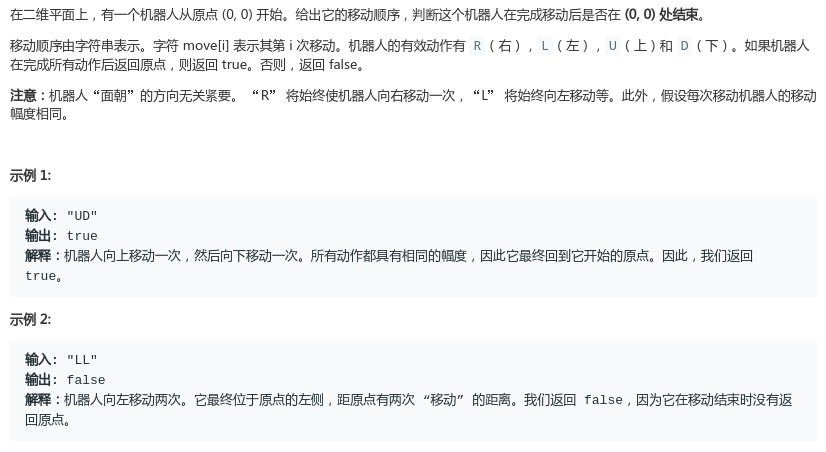 在二维平面上，有一个机器人从原点 (0, 0) 开始。给出它的移动顺序，判断这个机器人在完成移动后是否在 (0, 0) 处结束。
移动顺序由字符串表示。字符 move[i] 表示其第 i 次移动。机器人的有效动作有 R（右），L（左），U（上）和 D（下）。如果机器人
在完成所有动作后返回原点，则返回 true。否则，返回 false。
注意：机器人“面朝”的方向无关紧要。 “R” 将始终使机器人向右移动一次，“L” 将始终向左移动等。此外，假设每次移动机器人的移动
幅度相同。
示例 1:
输入: "UD"
输出: true
解释：机器人向上移动一次，然后向下移动一次。所有动作都具有相同的幅度，因此它最终回到它开始的原点。因此，我们返回
true。
示例 2:
输入: "LL"
输出: false
解释：机器人向左移动两次。它最终位于原点的左侧，距原点有两次 “移动” 的距离。我们返回 false，因为它在移动结束时没有返
回原点。